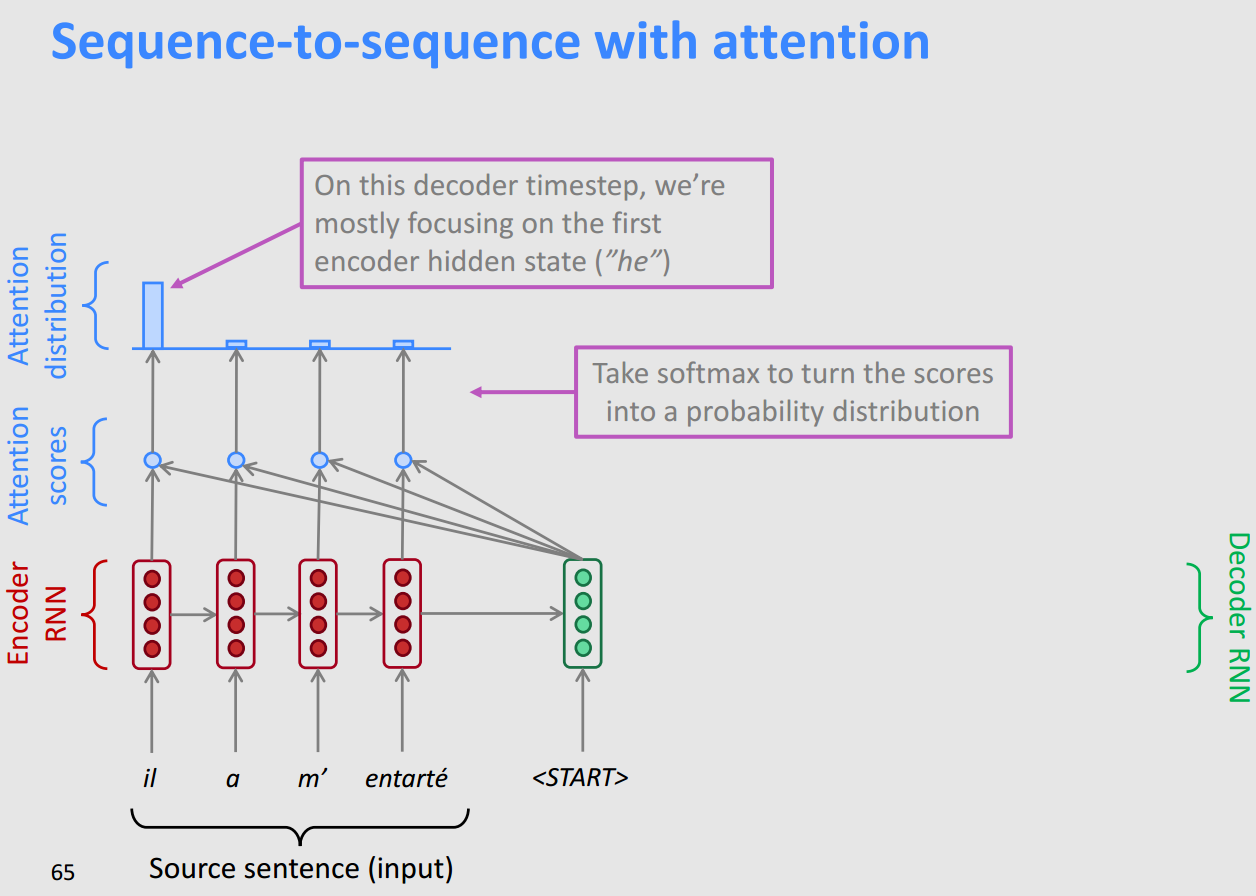 Sequence-to-sequence with attention
On this decoder timestep, we’re
mostly focusing on the first
encoder hidden state (”he”)
Attention
distribution
Take softmax to turn the scores
into a probability distribution
Attention
scores
Encoder
RNN
Decoder RNN
il a m’ entarté <START>
Source sentence (input)
65